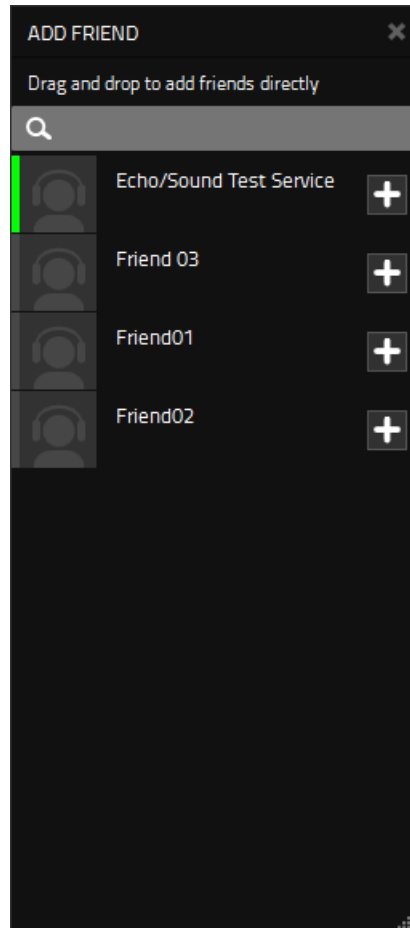 ADD FRIEND
Drag and drop to add friends directly
Echo/Sound Test Service
Friend 03
Friend01
Friend02